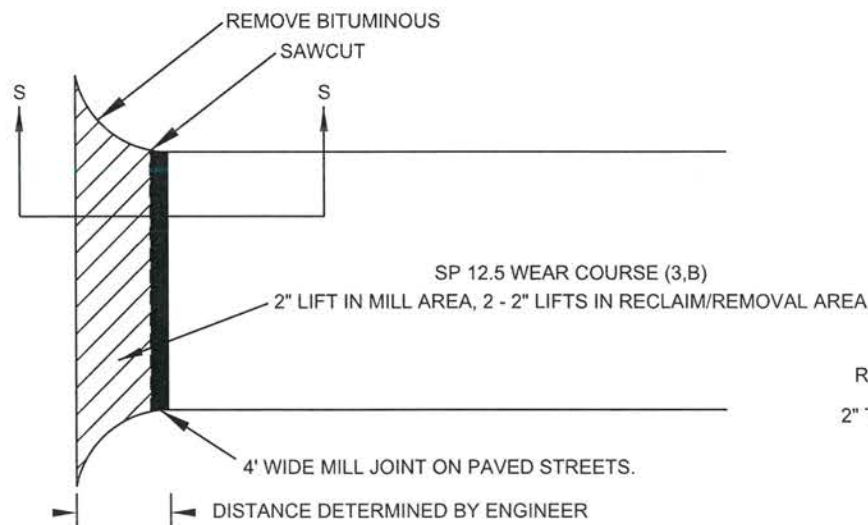 REMOVE BITUMINOUS
SAWCUT
S S
SP 12.5 WEAR COURSE (3,B)
2" LIFT IN MILL AREA, 2 - 2" LIFTS IN RECLAIM/REMOVAL AREA
R
2" T
4' WIDE MILL JOINT ON PAVED STREETS.
DISTANCE DETERMINED BY ENGINEER